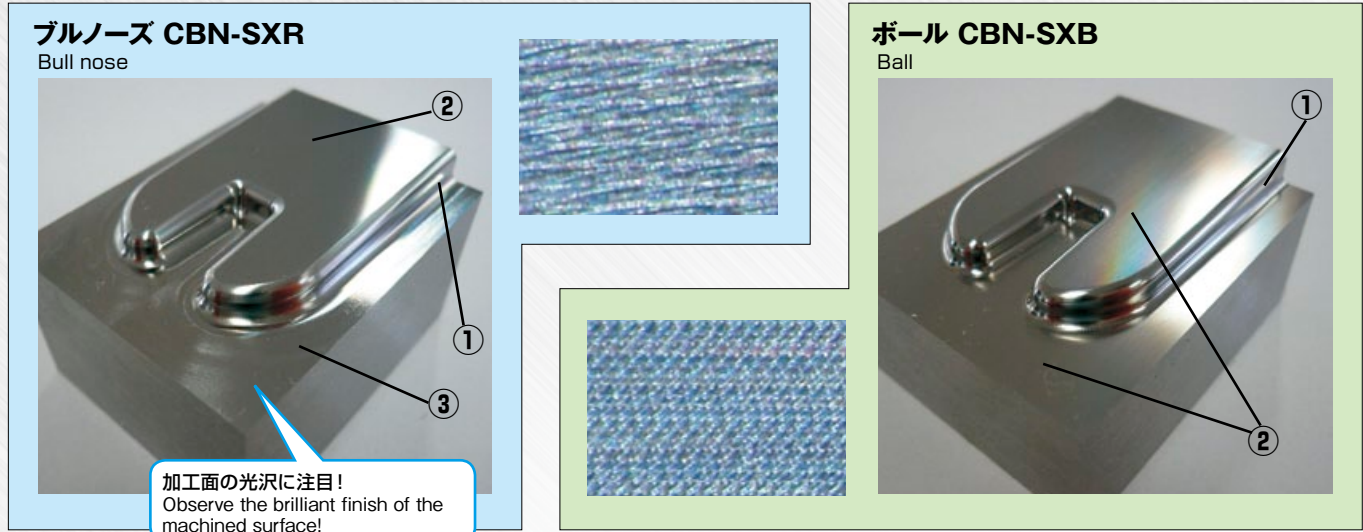 ブルノーズ CBN-SXR
Bull nose
②
①
③
加工面の光沢に注目!
Observe the brilliant finish of the
machined surface!
ボール CBN-SXB
Ball
①
②